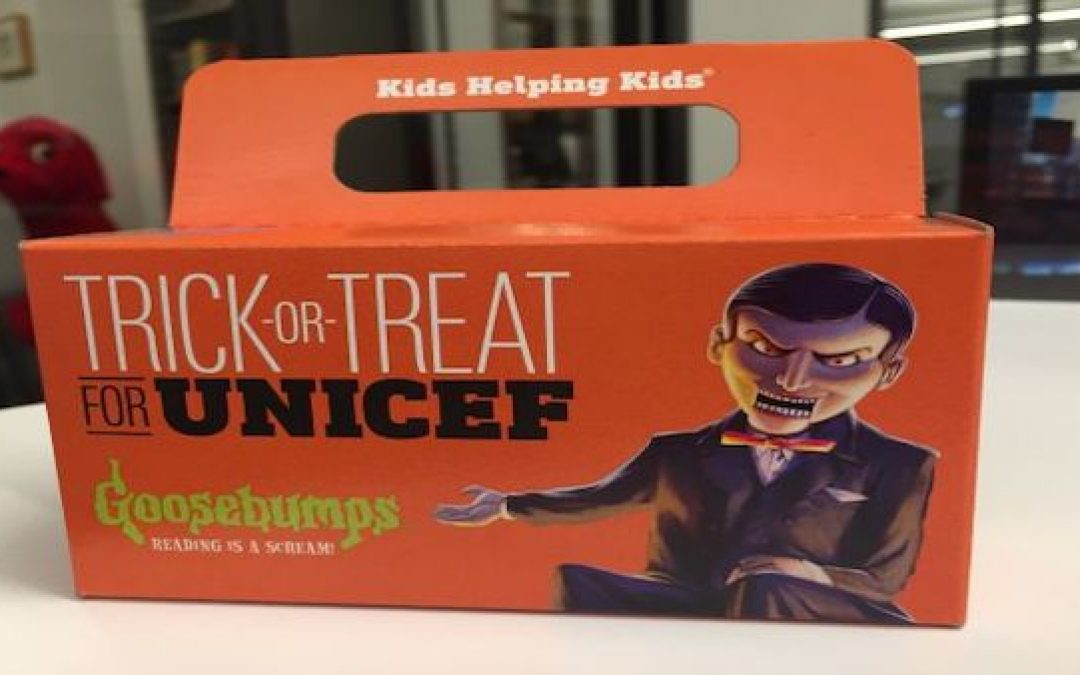 Kids Helping Kids®
TRICK-OR-TREAT
FOR UNICEF
Goosebumps
READING IS A SCREAM!